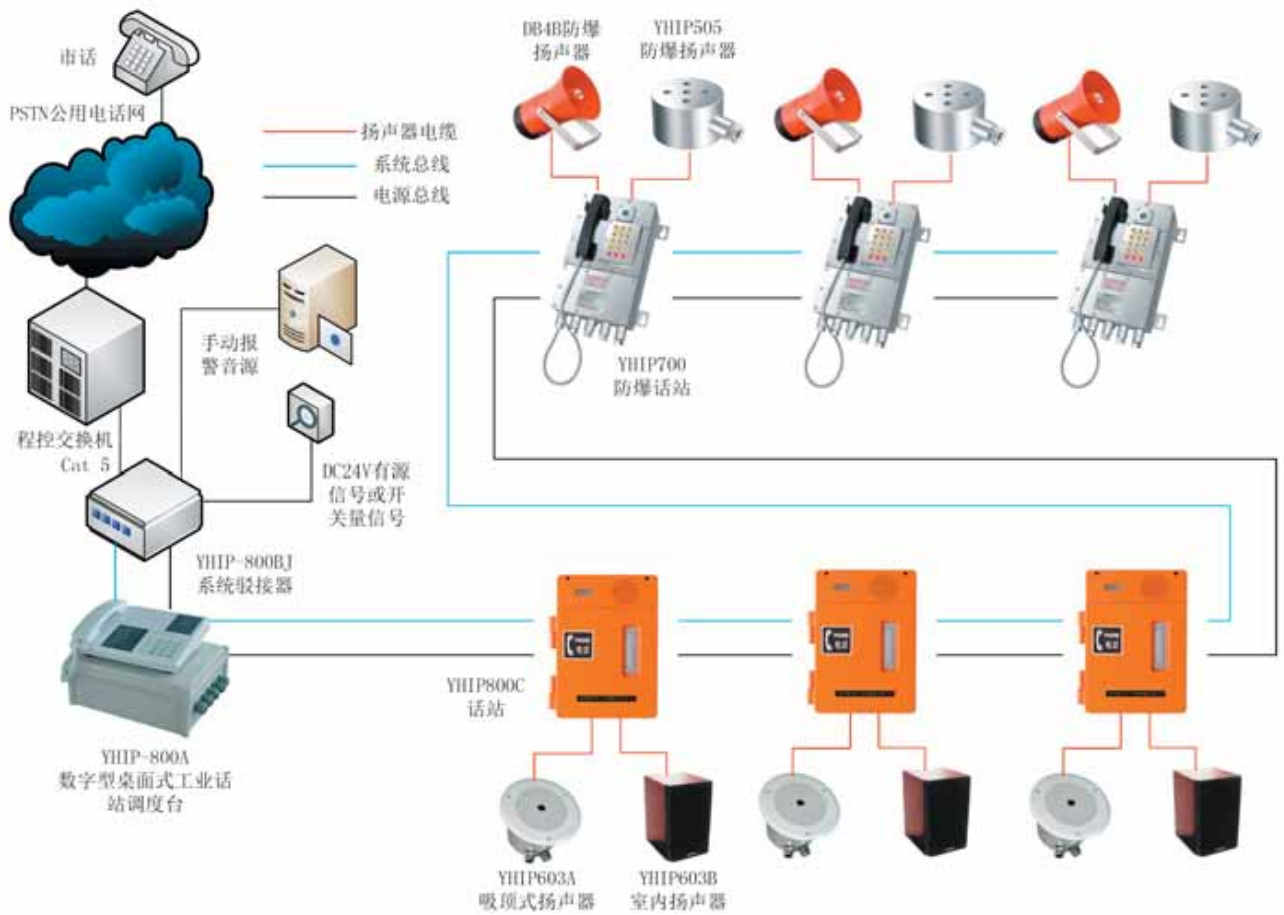 市话
PSTN公用电话网
扬声器电缆
系统总线
电源总线
DB4B防爆
扬声器
YHIP505
防爆扬声器
手动报
警音源
YHIP700
防爆话站
程控交换机
Cat 5
DC24V有源
信号或开
关量信号
YHIP-800BJ
系统驳接器
YHIP800C
话站
YHIP-800A
数字型桌面式工业话
站调度台
YHIP603A
吸顶式扬声器
YHIP603B
室内扬声器